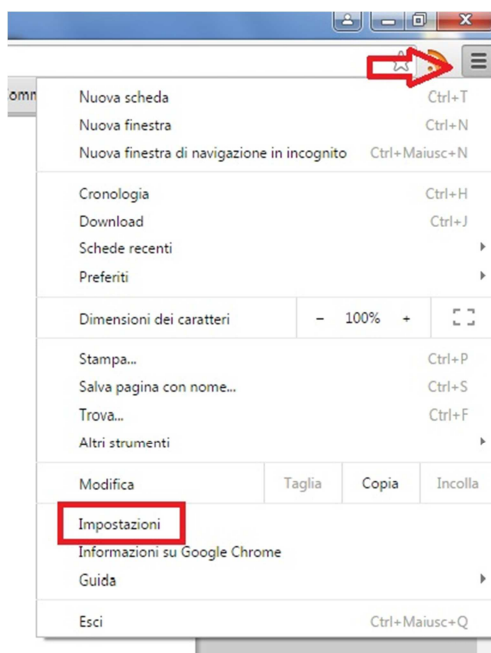 omm
Nuova scheda Ctrl+T
Nuova finestra Ctrl+N
Nuova finestra di navigazione in incognito Ctrl+Maiusc+N
Cronologia Ctrl+H
Download Ctrl+J
Schede recenti
Preferiti
Dimensioni dei caratteri - 100% +
Stampa... Ctrl+P
Salva pagina con nome... Ctrl+S
Trova... Ctrl+F
Altri strumenti
Modifica Taglia Copia Incolla
Impostazioni
Informazioni su Google Chrome
Guida
Esci Ctrl+Maiusc+Q